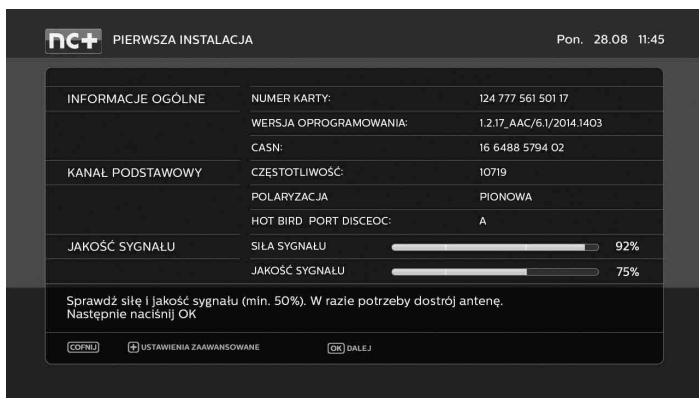 nc+ PIERWSZA INSTALACJA Pon. 28.08 11:45
INFORMACJE OGÓLNE NUMER KARTY: 124 777 561 501 17
WERSJA OPROGRAMOWANIA: 1.2.17_AAC/6.1/2014.1403
CASN: 16 6488 5794 02
KANAŁ PODSTAWOWY CZĘSTOTLIWOŚĆ: 10719
POLARYZACJA PIONOWA
HOT BIRD PORT DISCEOC: A
JAKOŚĆ SYGNAŁU SIŁA SYGNAŁU 92%
JAKOŚĆ SYGNAŁU 75%
Sprawdź siłę i jakość sygnału (min. 50%). W razie potrzeby dostrój antenę.
Następnie naciśnij OK
COFNIJ + USTAWIENIA ZAAWANSOWANE OK DALEJ